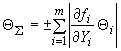 Θ_Σ = ±∑_{i=1}^{m} |∂f_i/∂Y_i Θ_i|